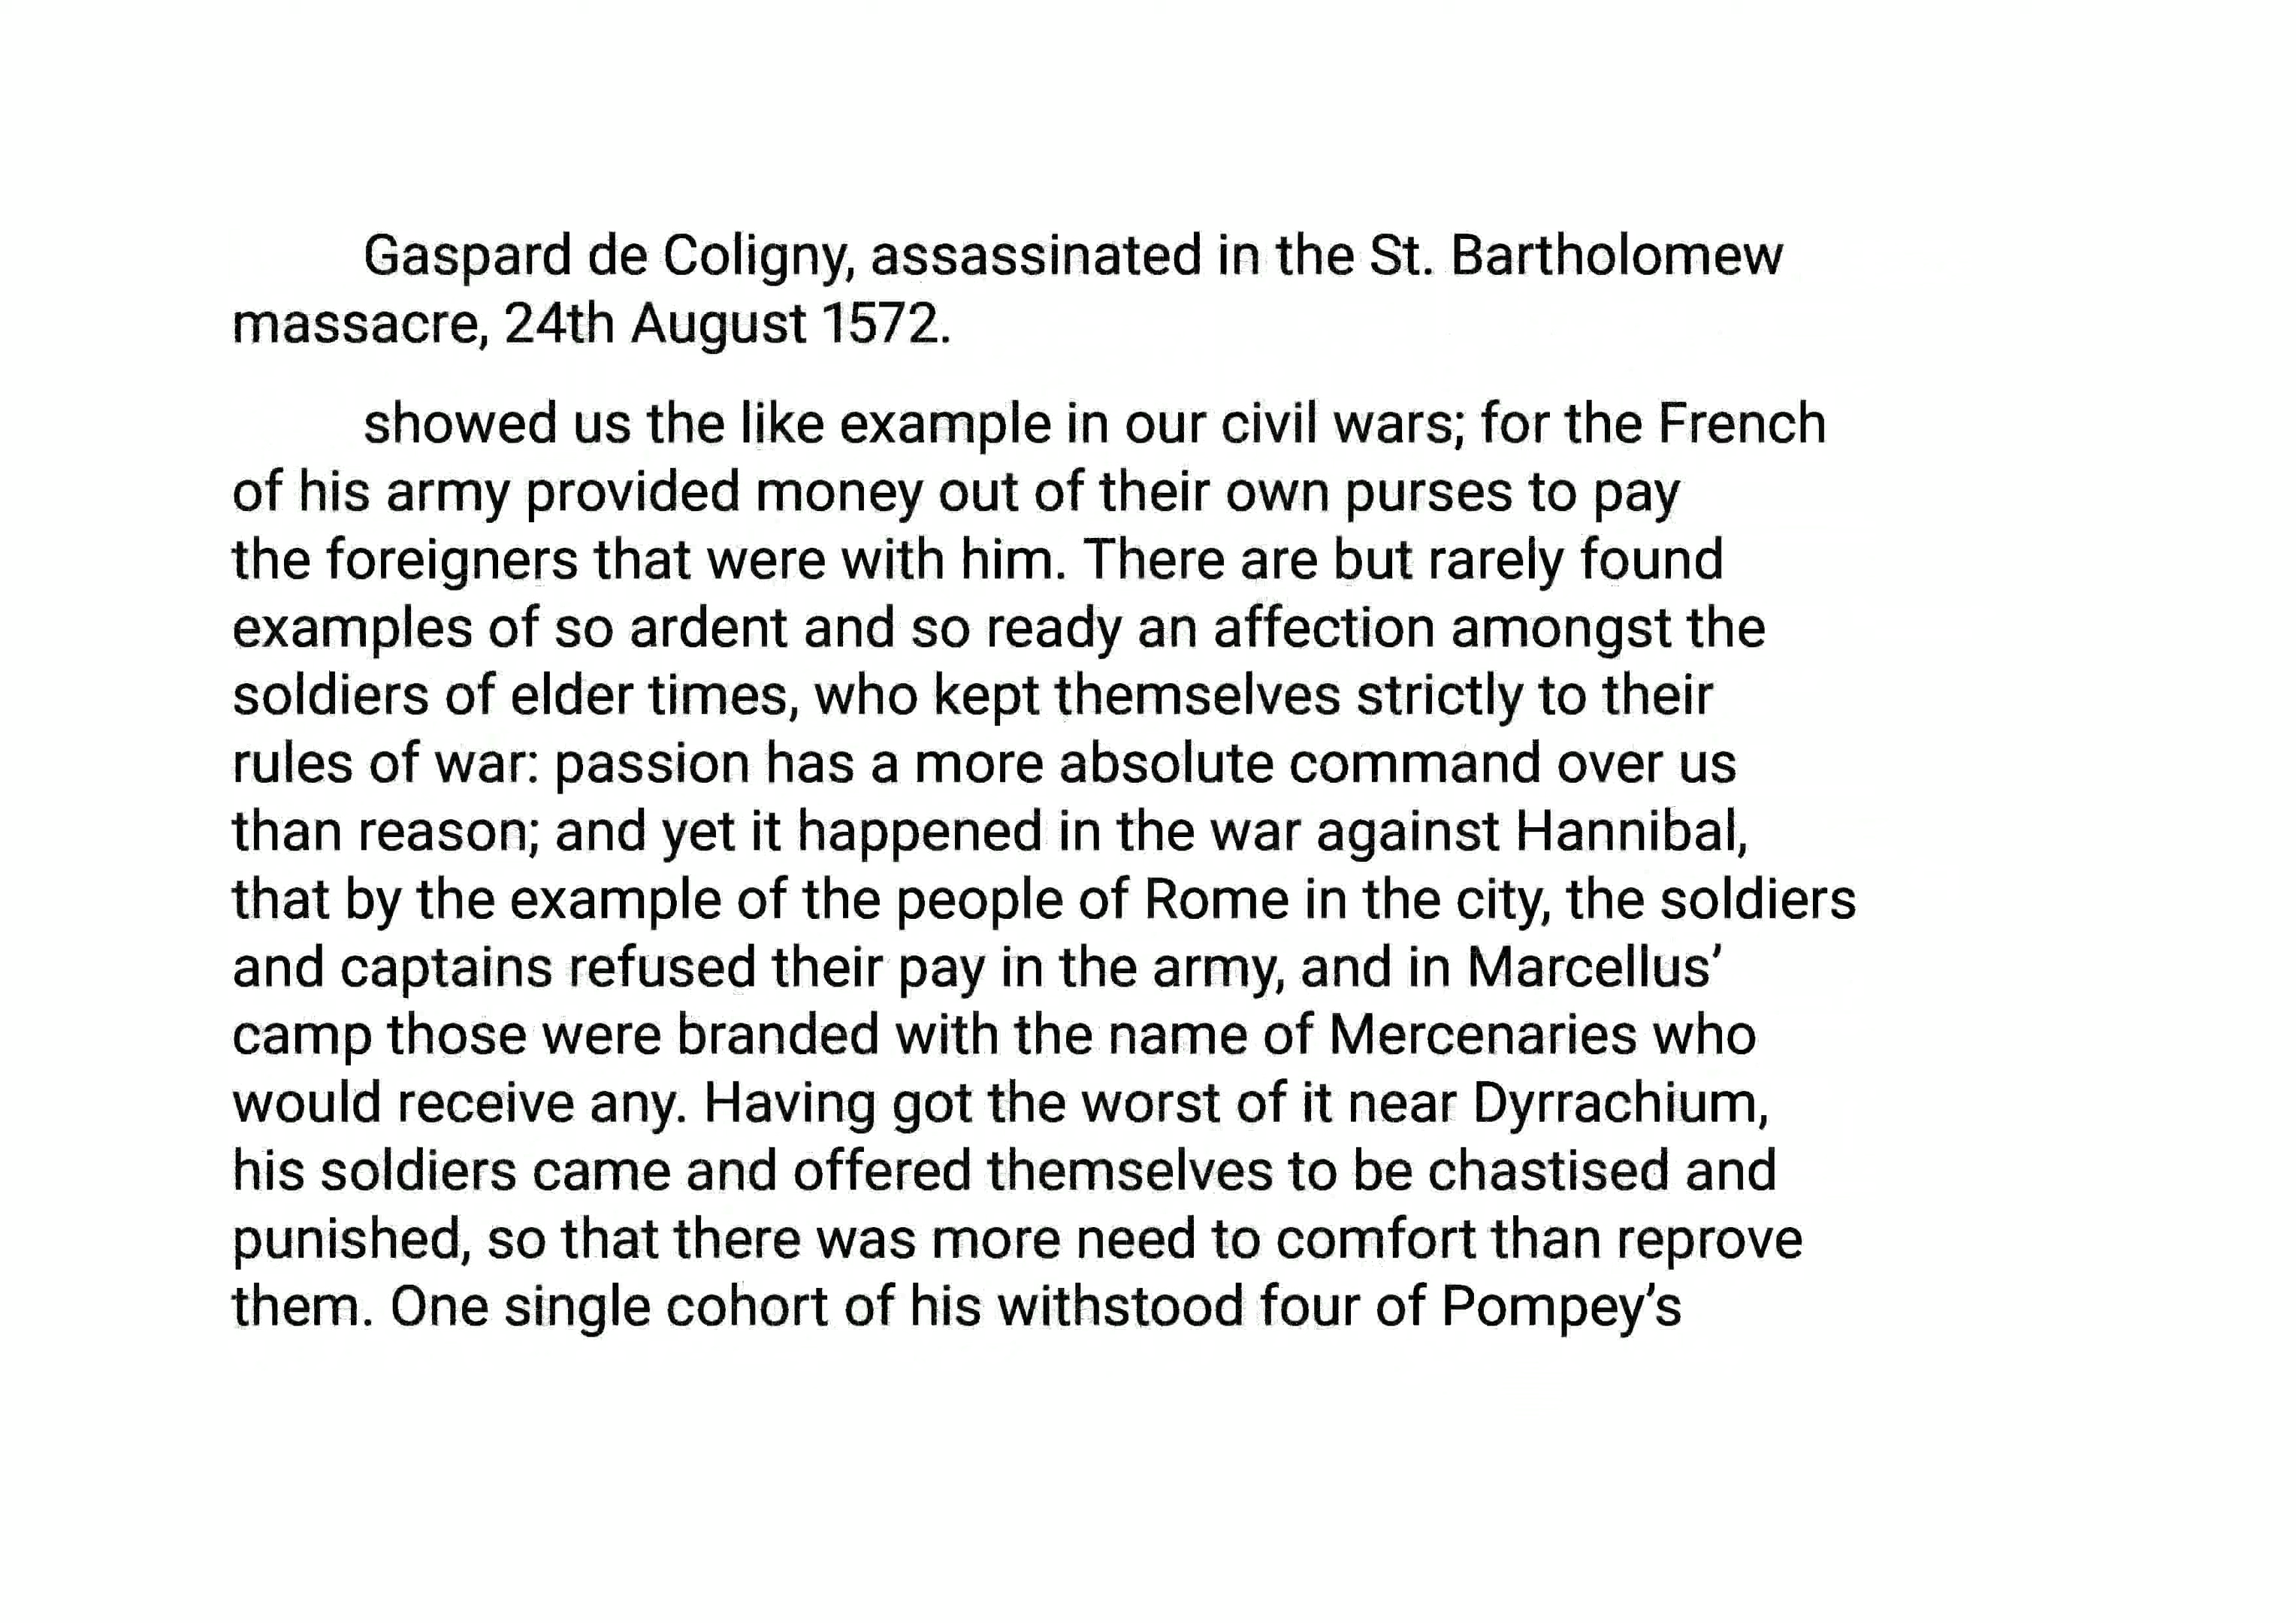 Gaspard de Coligny, assassinated in the St. Bartholomew
massacre, 24th August 1572.
showed us the like example in our civil wars; for the French
of his army provided money out of their own purses to pay
the foreigners that were with him. There are but rarely found
examples of so ardent and so ready an affection amongst the
soldiers of elder times, who kept themselves strictly to their
rules of war: passion has a more absolute command over us
than reason; and yet it happened in the war against Hannibal,
that by the example of the people of Rome in the city, the soldiers
and captains refused their pay in the army, and in Marcellus’
camp those were branded with the name of Mercenaries who
would receive any. Having got the worst of it near Dyrrachium,
his soldiers came and offered themselves to be chastised and
punished, so that there was more need to comfort than reprove
them. One single cohort of his withstood four of Pompey’s